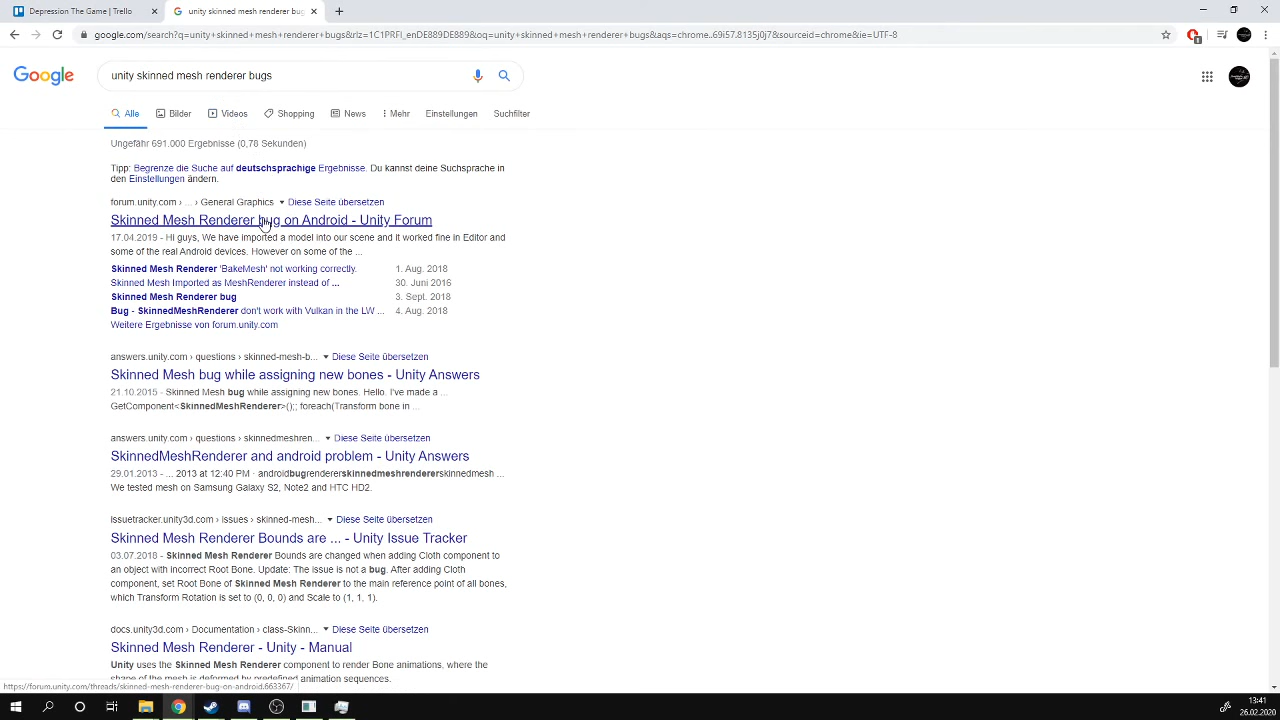 Depression The Game | Trello
unity skinned mesh renderer bug
google.com/search?q=unity+skinned+mesh+renderer+bugs&rlz=1C1PRFI_enDE889DE889&oq=unity+skinned+mesh+renderer+bugs&aqs=chrome..69i57.8135j0j7&sourceid=chrome&ie=UTF-8
1
Google
unity skinned mesh renderer bugs
Alle
Bilder
Videos
Shopping
News
Mehr
Einstellungen
Suchfilter
Ungefähr 691.000 Ergebnisse (0,78 Sekunden)
Tipp: Begrenze die Suche auf deutschsprachige Ergebnisse. Du kannst deine Suchsprache in
den Einstellungen ändern.
forum.unity.com › ... › General Graphics ▾ Diese Seite übersetzen
Skinned Mesh Renderer bug on Android - Unity Forum
17.04.2019 - Hi guys, We have imported a model into our scene and it worked fine in Editor and
some of the real Android devices. However on some of the ...
Skinned Mesh Renderer 'BakeMesh' not working correctly. 1. Aug. 2018
Skinned Mesh Imported as MeshRenderer instead of ... 30. Juni 2016
Skinned Mesh Renderer bug 3. Sept. 2018
Bug - SkinnedMeshRenderer don't work with Vulkan in the LW ... 4. Aug. 2018
Weitere Ergebnisse von forum.unity.com
answers.unity.com › questions › skinned-mesh-b... ▾ Diese Seite übersetzen
Skinned Mesh bug while assigning new bones - Unity Answers
21.10.2015 - Skinned Mesh bug while assigning new bones. Hello. I've made a ...
GetComponent<SkinnedMeshRenderer>();; foreach(Transform bone in ...
answers.unity.com › questions › skinnedmeshren... ▾ Diese Seite übersetzen
SkinnedMeshRenderer and android problem - Unity Answers
29.01.2013 - ... 2013 at 12:40 PM · androidbugrendererskinnedmeshrendererskinnedmesh ...
We tested mesh on Samsung Galaxy S2, Note2 and HTC HD2.
issuetracker.unity3d.com › issues › skinned-mesh... ▾ Diese Seite übersetzen
Skinned Mesh Renderer Bounds are ... - Unity Issue Tracker
03.07.2018 - Skinned Mesh Renderer Bounds are changed when adding Cloth component to
an object with incorrect Root Bone. Update: The issue is not a bug. After adding Cloth
component, set Root Bone of Skinned Mesh Renderer to the main reference point of all bones,
which Transform Rotation is set to (0, 0, 0) and Scale to (1, 1, 1).
docs.unity3d.com › Documentation › class-Skinn... ▾ Diese Seite übersetzen
Skinned Mesh Renderer - Unity - Manual
Unity uses the Skinned Mesh Renderer component to render Bone animations, where the
shape of the mesh is deformed by predefined animation sequences.
https://forum.unity.com/threads/skinned-mesh-renderer-bug-on-android.663367/
13:41
26.02.2020